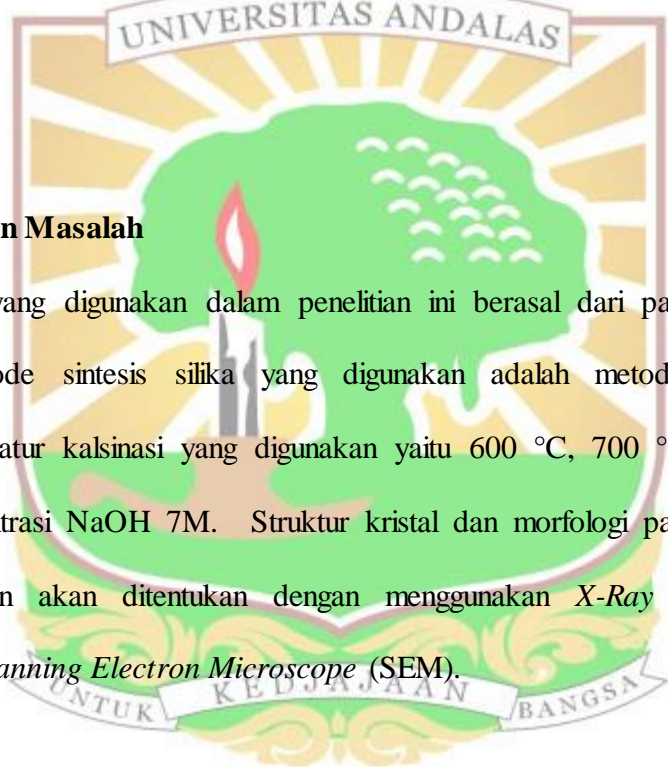 UNIVERSITAS ANDALAS
n Masalah
yang digunakan dalam penelitian ini berasal dari pa
ode sintesis silika yang digunakan adalah metod
atur kalsinasi yang digunakan yaitu 600 °C, 700 °
trasi NaOH 7M. Struktur kristal dan morfologi pa
n akan ditentukan dengan menggunakan X-Ray
anning Electron Microscope (SEM).
UNTUK KEDJAJAAN BANGSA